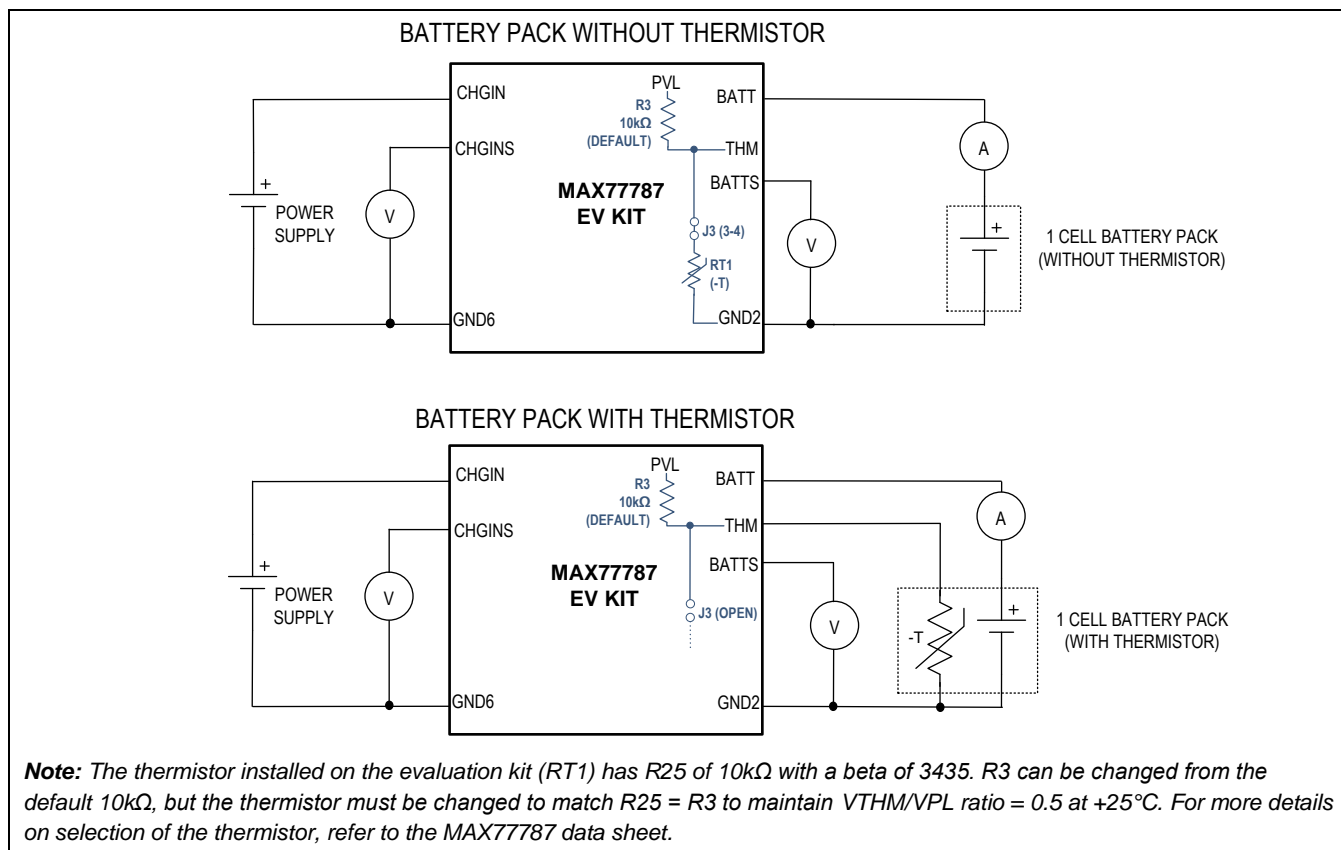 BATTERY PACK WITHOUT THERMISTOR
CHGIN
CHGINS
GND6
+
POWER
SUPPLY
V
PVL
R3
10kΩ
(DEFAULT)
MAX77787
EV KIT
J3 (3-4)
RT1
(-T)
BATT
THM
BATTS
GND2
V
A
+
1 CELL BATTERY PACK
(WITHOUT THERMISTOR)
BATTERY PACK WITH THERMISTOR
CHGIN
CHGINS
GND6
+
POWER
SUPPLY
V
PVL
R3
10kΩ
(DEFAULT)
MAX77787
EV KIT
J3 (OPEN)
BATT
THM
BATTS
GND2
V
-T
A
+
1 CELL BATTERY PACK
(WITH THERMISTOR)
Note: The thermistor installed on the evaluation kit (RT1) has R25 of 10kΩ with a beta of 3435. R3 can be changed from the
default 10kΩ, but the thermistor must be changed to match R25 = R3 to maintain VTHM/VPL ratio = 0.5 at +25°C. For more details
on selection of the thermistor, refer to the MAX77787 data sheet.